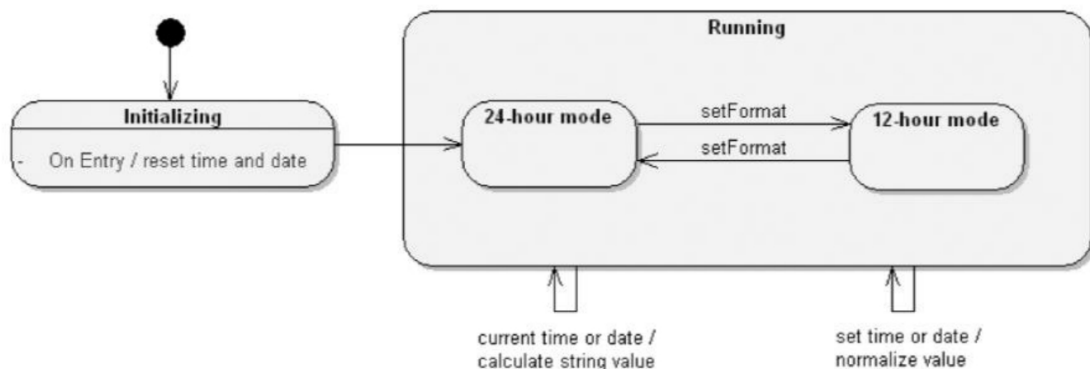 Running
Initializing
- On Entry / reset time and date
24-hour mode
setFormat
setFormat
12-hour mode
current time or date /
calculate string value
set time or date /
normalize value